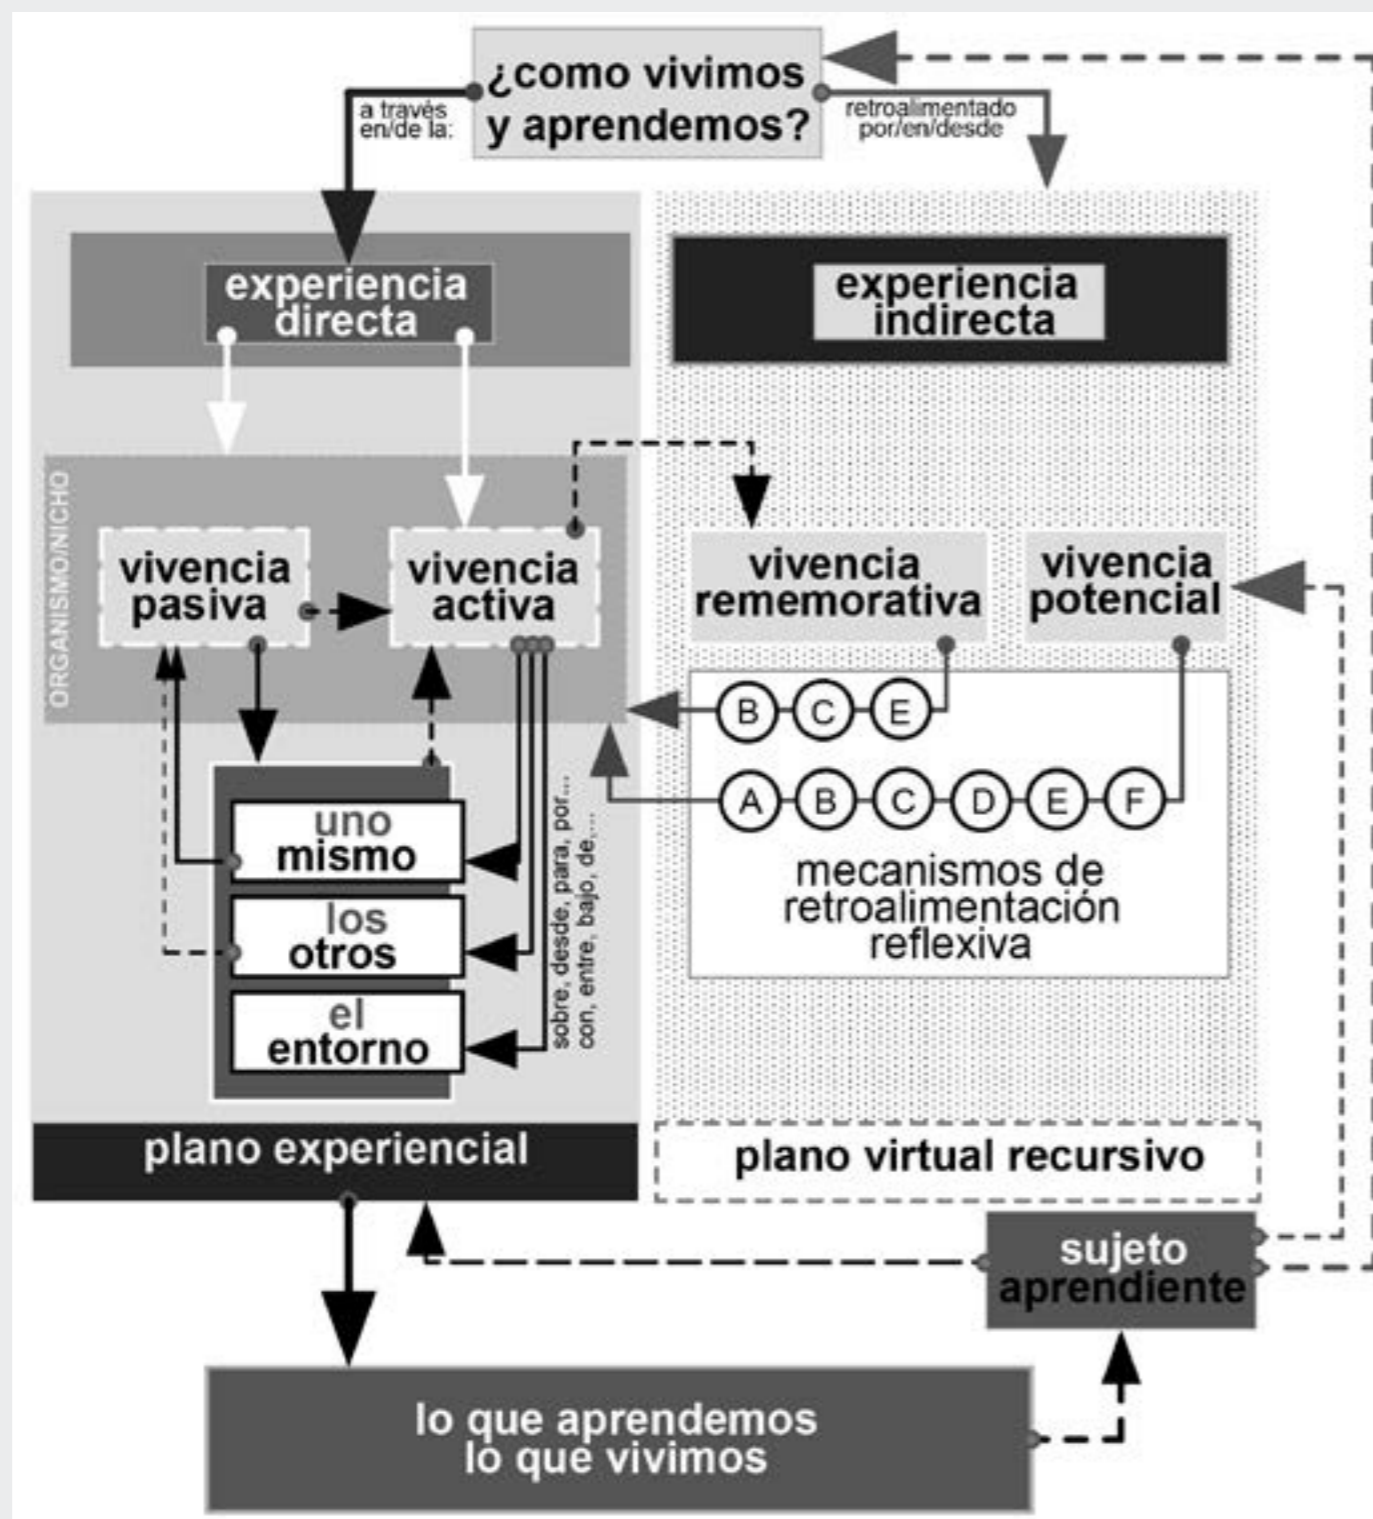 ¿como vivimos
y aprendemos?
a través
en/de la:
retroalimentado
por/en/desde
experiencia
directa
experiencia
indirecta
ORGANISMO/NICHO
vivencia
pasiva
vivencia
activa
vivencia
rememorativa
vivencia
potencial
B C E
A B C D E F
mecanismos de
retroalimentación
reflexiva
uno
mismo
los
otros
el
entorno
sobre, desde, para, por...
con, entre, bajo, de,...
plano experiencial
plano virtual recursivo
sujeto
aprendiente
lo que aprendemos
lo que vivimos